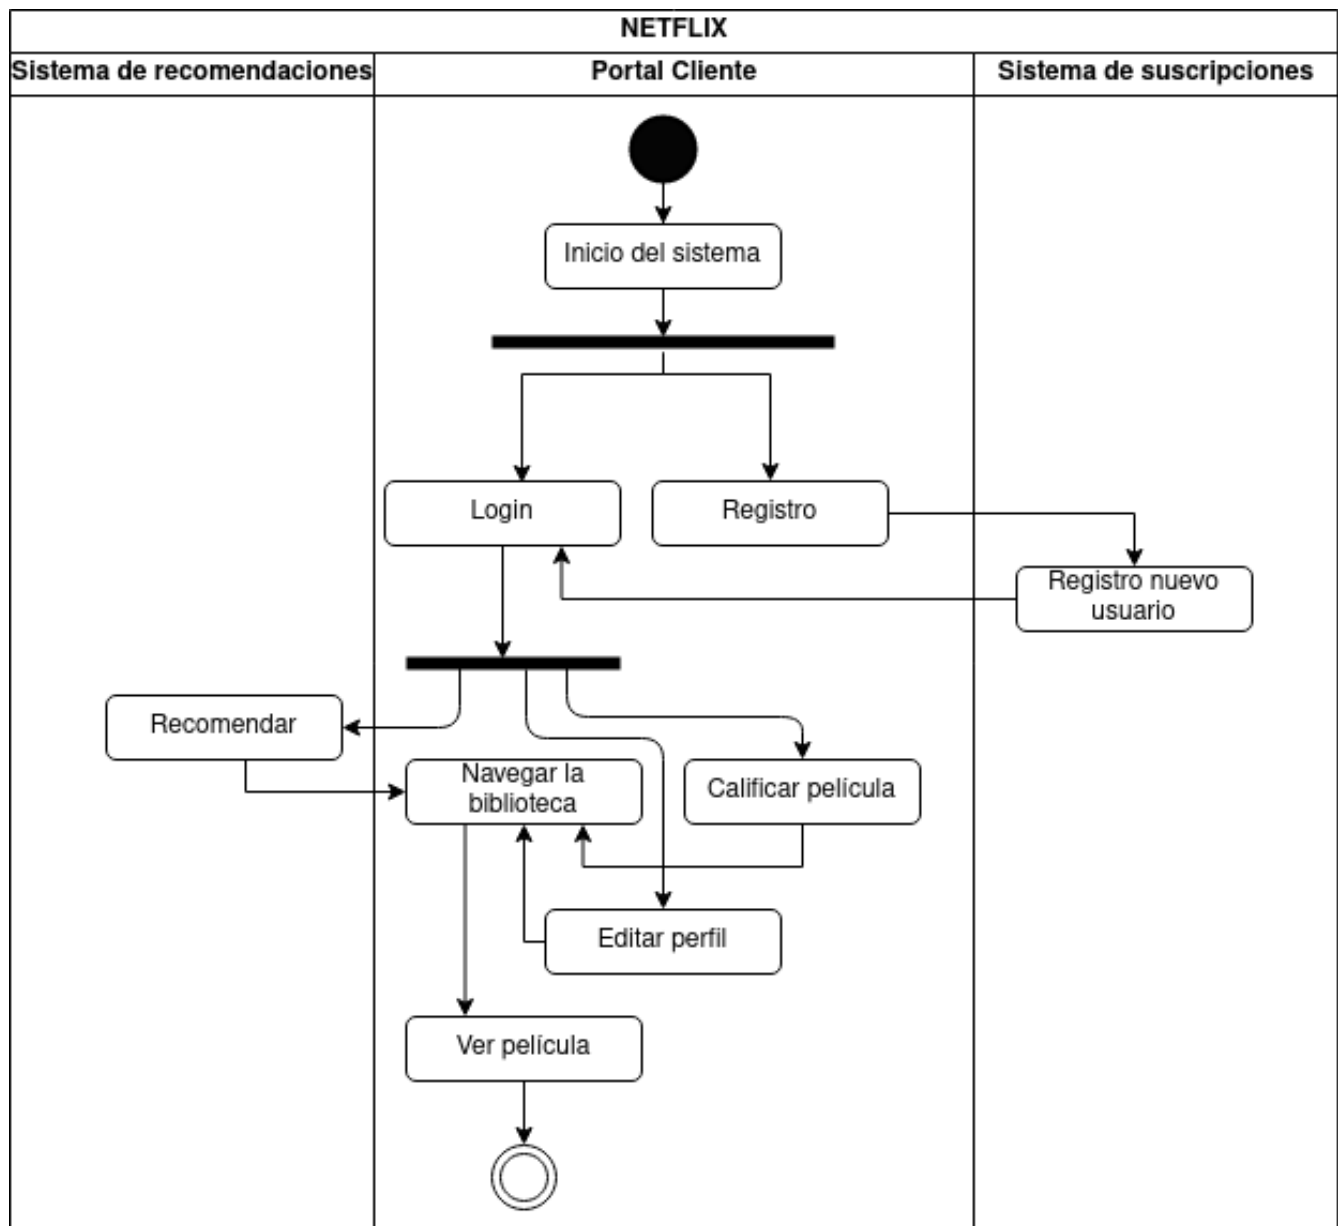 NETFLIX
Sistema de recomendaciones
Portal Cliente
Sistema de suscripciones
Inicio del sistema
Login
Registro
Registro nuevo
usuario
Recomendar
Navegar la
biblioteca
Calificar película
Editar perfil
Ver película